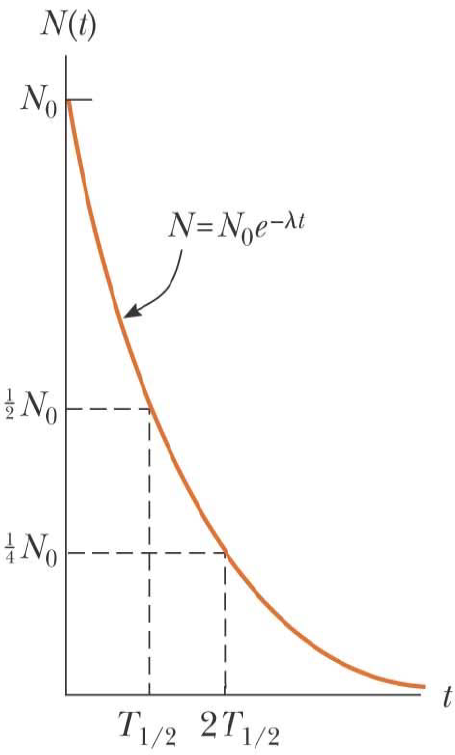 N(t)
N₀
N=N₀e⁻λt
½N₀
¼N₀
t
T₁/₂ 2T₁/₂